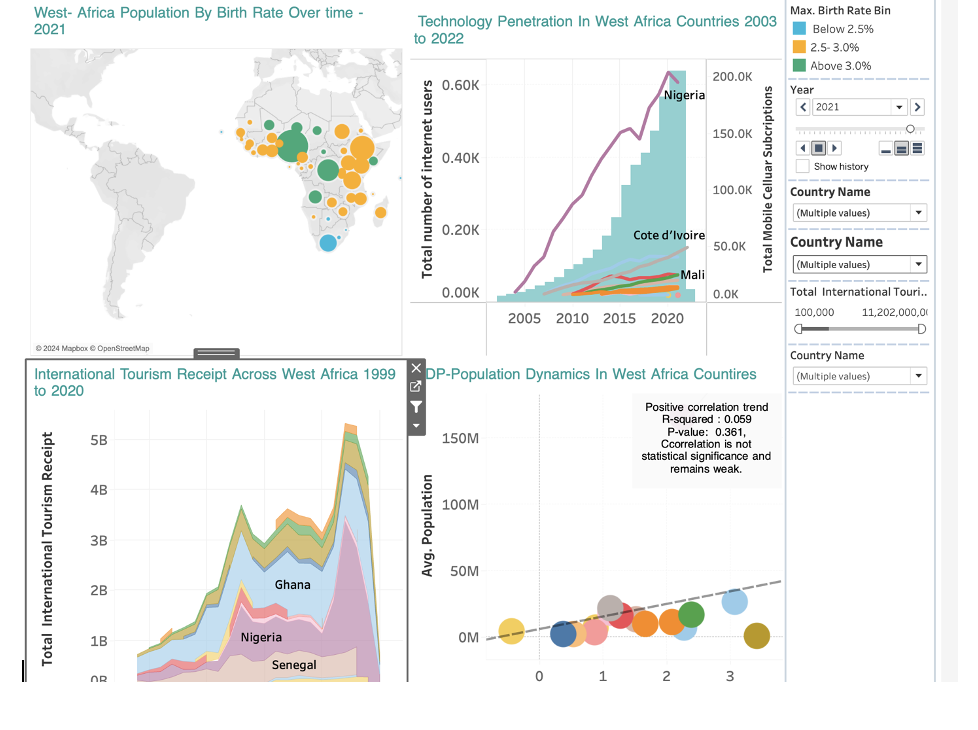 West- Africa Population By Birth Rate Over time -
2021
© 2024 Mapbox © OpenStreetMap
Technology Penetration In West Africa Countries 2003
to 2022
Total number of internet users
0.60K
0.40K
0.20K
0.00K
Nigeria
Cote d'Ivoire
Mali
200.0K
150.0K
100.0K
50.0K
0.0K
Total Mobile Celluar Subcriptions
2005
2010
2015
2020
Max. Birth Rate Bin
Below 2.5%
2.5- 3.0%
Above 3.0%
Year
2021
Show history
Country Name
(Multiple values)
Country Name
(Multiple values)
Total International Touri..
100,000
11,202,000,0
Country Name
(Multiple values)
International Tourism Receipt Across West Africa 1999
to 2020
Total International Tourism Receipt
5B
4B
3B
2B
1B
0B
Ghana
Nigeria
Senegal
DP-Population Dynamics In West Africa Countires
Positive correlation trend
R-squared : 0.059
P-value: 0.361,
Ccorrelation is not
statistical significance and
remains weak.
Avg. Population
150M
100M
50M
0M
0
1
2
3